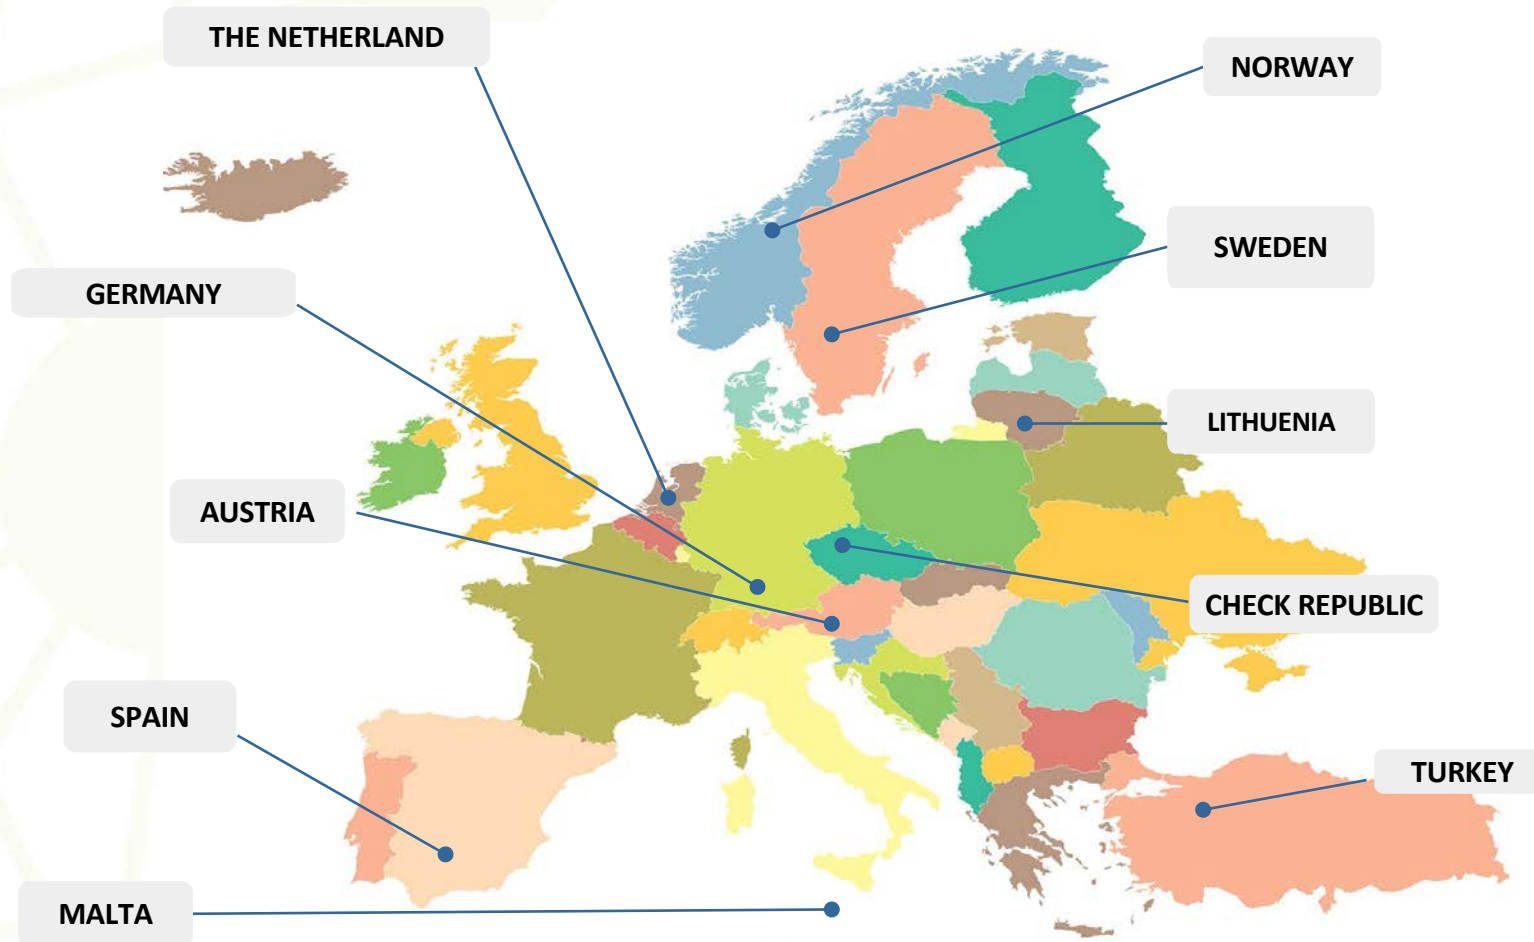 THE NETHERLAND
NORWAY
SWEDEN
GERMANY
LITHUENIA
AUSTRIA
CHECK REPUBLIC
SPAIN
TURKEY
MALTA